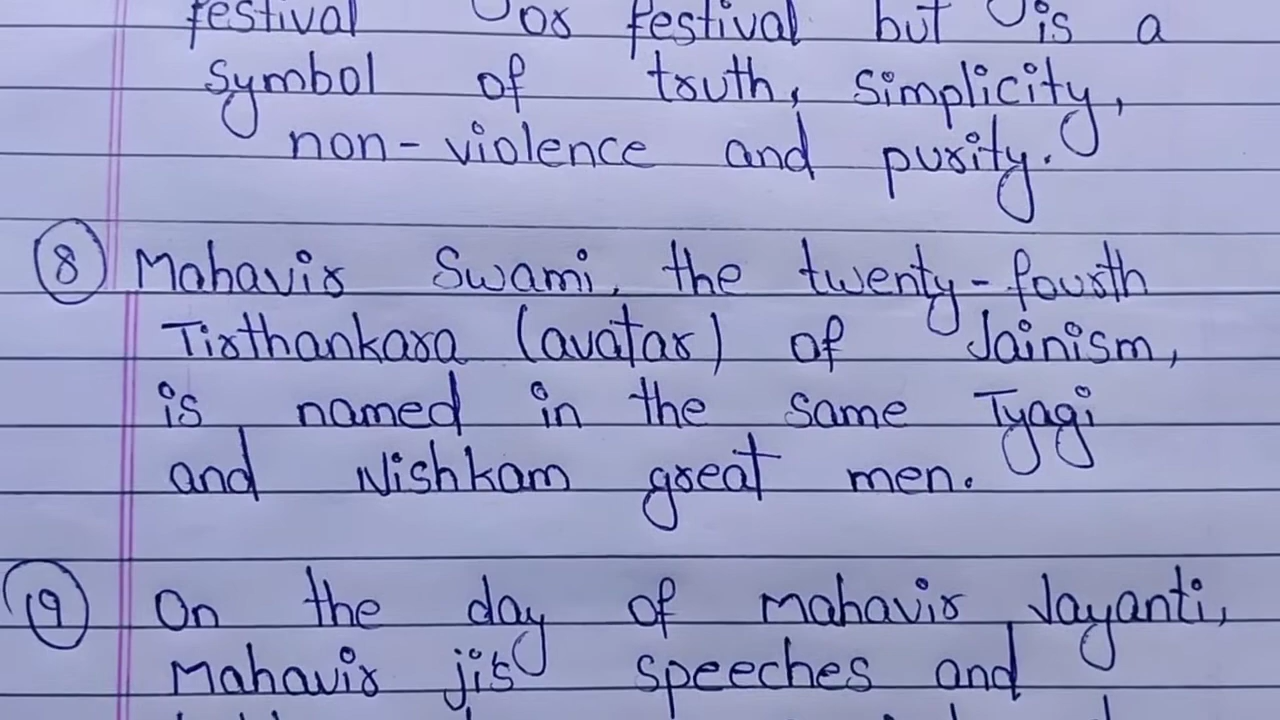 festival or festival but is a
symbol of truth, simplicity,
non-violence and purity.
8 Mahavir Swami, the twenty-fourth
Tirthankara (avatar) of Jainism,
is named in the same Tyagi
and Nishkam great men.
9 On the day of mahavir Jayanti,
Mahavir jis speeches and